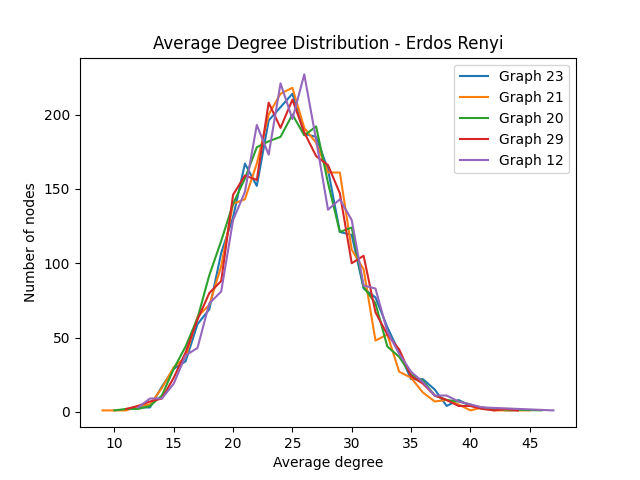 Average Degree Distribution - Erdos Renyi
Graph 23
Graph 21
Graph 20
Graph 29
Graph 12
Number of nodes
200
150
100
50
0
10 15 20 25 30 35 40 45
Average degree